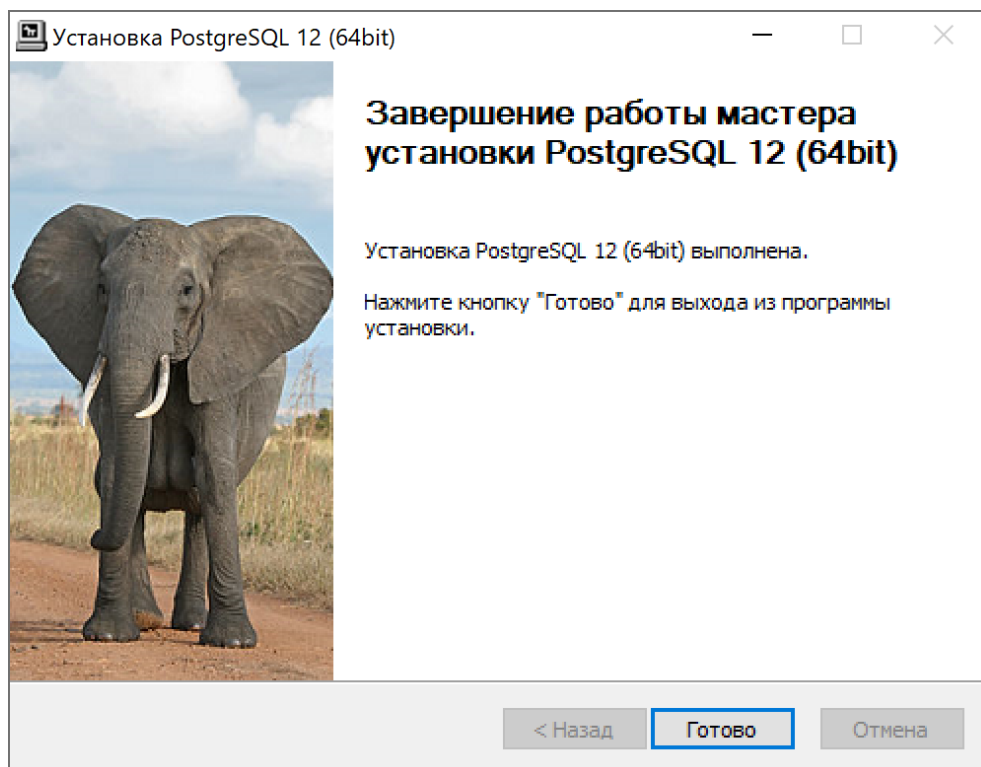 Установка PostgreSQL 12 (64bit)
Завершение работы мастера
установки PostgreSQL 12 (64bit)
Установка PostgreSQL 12 (64bit) выполнена.
Нажмите кнопку "Готово" для выхода из программы
установки.
< Назад
Готово
Отмена